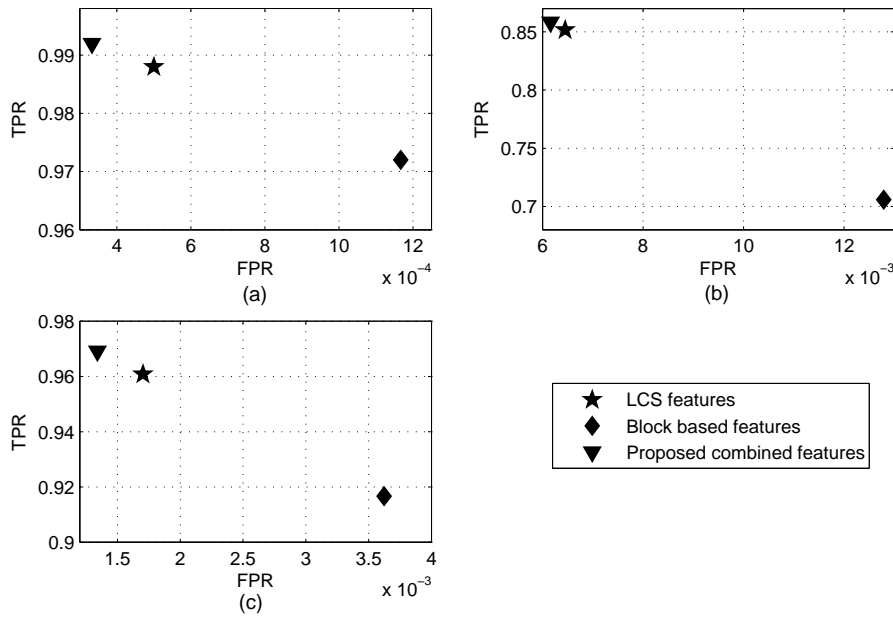 0.99
0.98
0.97
0.96
TPR
4
6
8
10
12
FPR
x 10⁻⁴
(a)
0.85
0.8
0.75
0.7
TPR
6
8
10
12
FPR
x 10⁻³
(b)
0.98
0.96
0.94
0.92
0.9
TPR
1.5
2
2.5
3
3.5
4
FPR
x 10⁻³
(c)
LCS features
Block based features
Proposed combined features